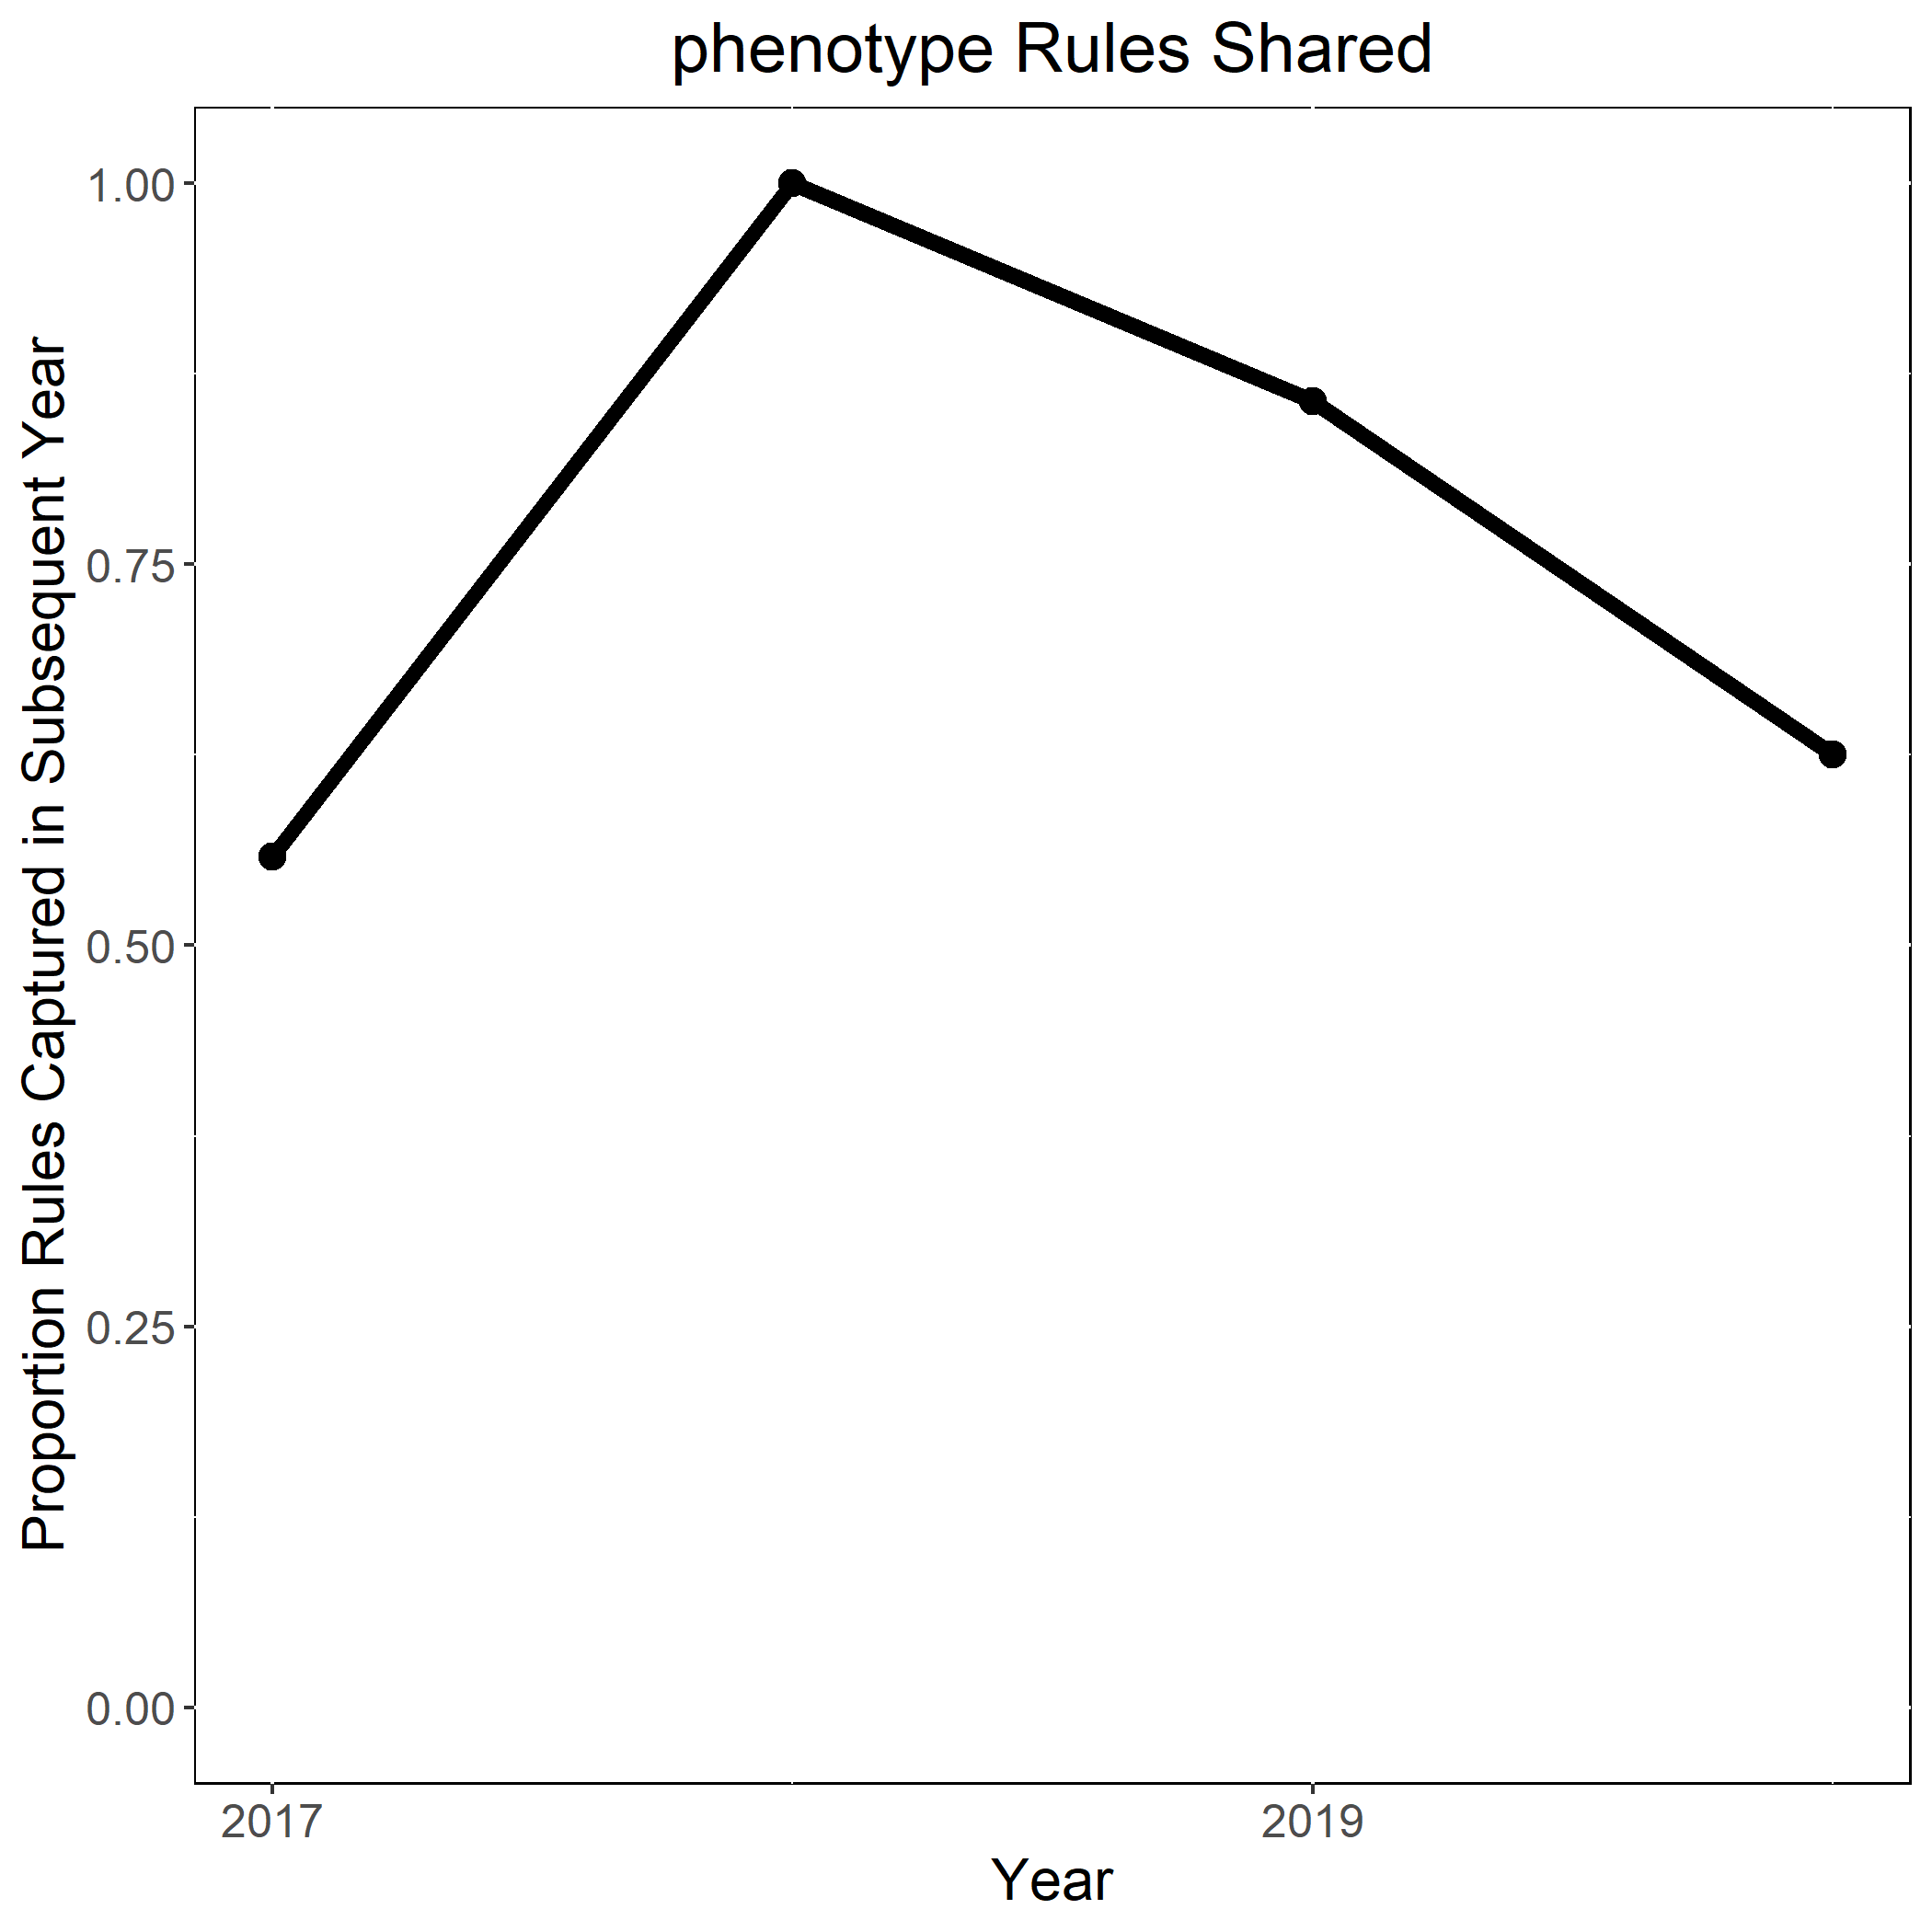 phenotype Rules Shared
Proportion Rules Captured in Subsequent Year
1.00
0.75
0.50
0.25
0.00
2017
2019
Year